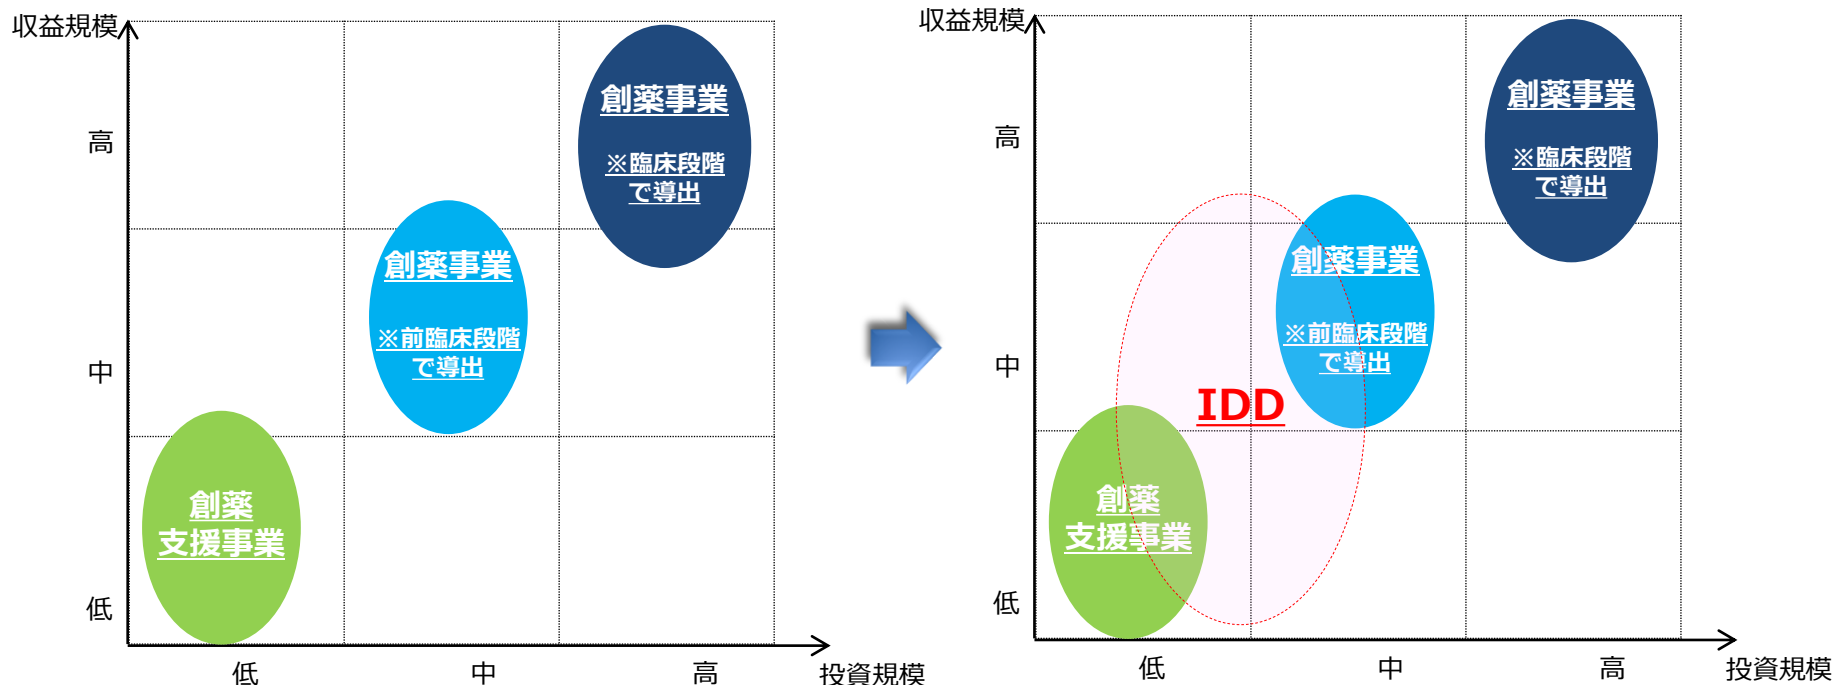 収益規模
高
中
低
創薬事業
※臨床段階
で導出
創薬事業
※前臨床段階
で導出
創薬
支援事業
低
中
高
投資規模
収益規模
高
中
低
創薬事業
※臨床段階
で導出
創薬事業
※前臨床段階
で導出
IDD
創薬
支援事業
低
中
高
投資規模